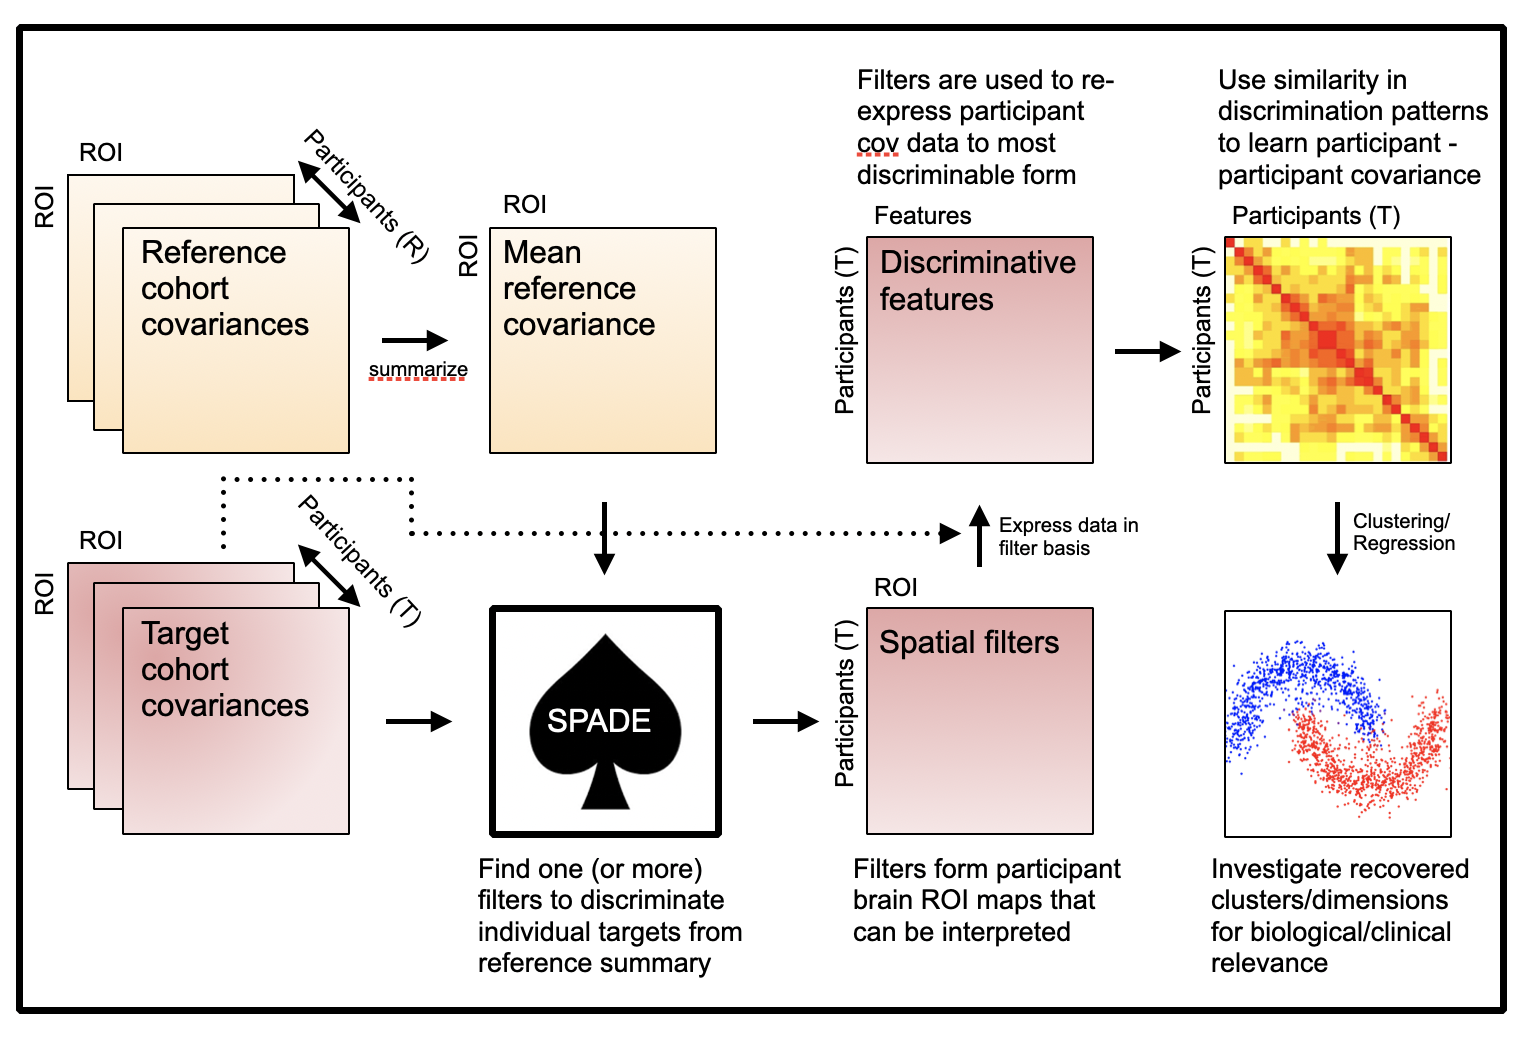 ROI
ROI
Participants (R)
Reference
cohort
covariances
summarize
ROI
ROI
Mean
reference
covariance
Filters are used to re-
express participant
cov data to most
discriminable form
Features
Participants (T)
Discriminative
features
Use similarity in
discrimination patterns
to learn participant -
participant covariance
Participants (T)
Participants (T)
ROI
ROI
Participants (T)
Target
cohort
covariances
SPADE
Find one (or more)
filters to discriminate
individual targets from
reference summary
Express data in
filter basis
ROI
Participants (T)
Spatial filters
Filters form participant
brain ROI maps that
can be interpreted
Clustering/
Regression
Investigate recovered
clusters/dimensions
for biological/clinical
relevance